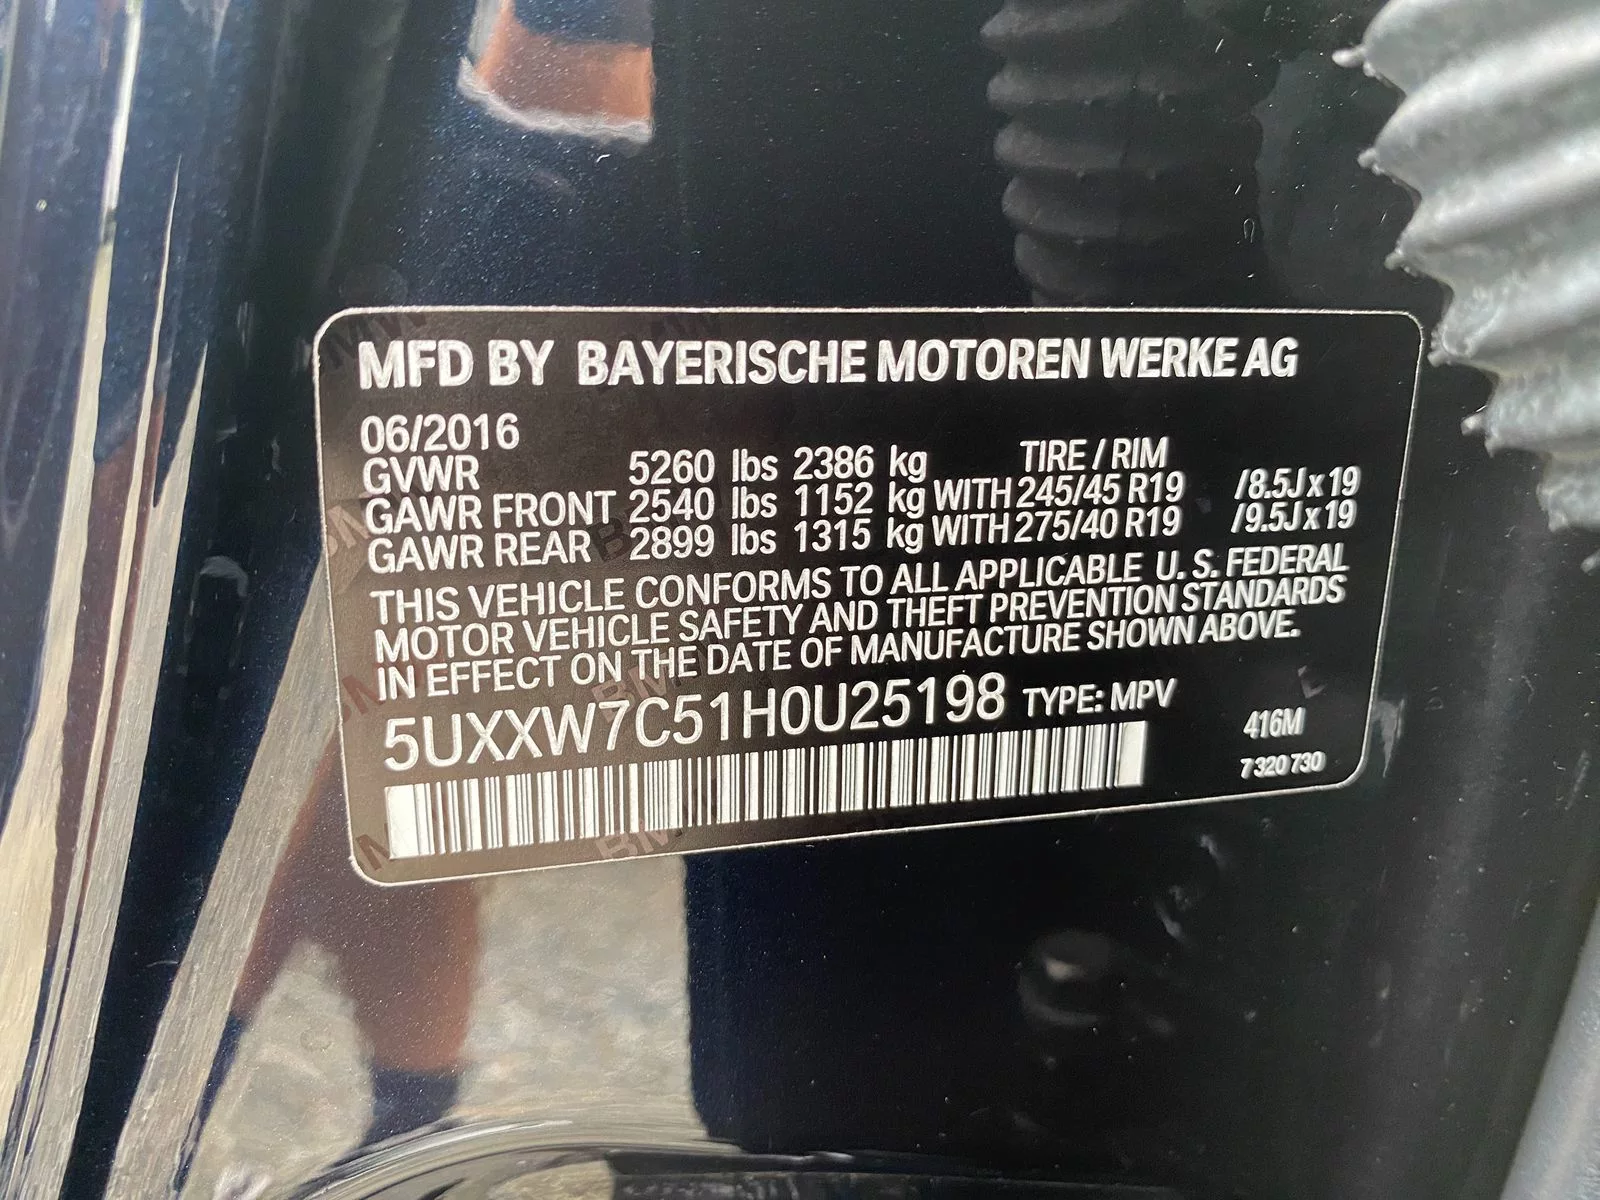 MFD BY BAYERISCHE MOTOREN WERKE AG
06/2016
GVWR 5260 lbs 2386 kg TIRE / RIM
GAWR FRONT 2540 lbs 1152 kg WITH 245/45 R19 /8.5J x 19
GAWR REAR 2899 lbs 1315 kg WITH 275/40 R19 /9.5J x 19
THIS VEHICLE CONFORMS TO ALL APPLICABLE U. S. FEDERAL
MOTOR VEHICLE SAFETY AND THEFT PREVENTION STANDARDS
IN EFFECT ON THE DATE OF MANUFACTURE SHOWN ABOVE.
5UXXW7C51H0U25198 TYPE: MPV
416M
7 320 730